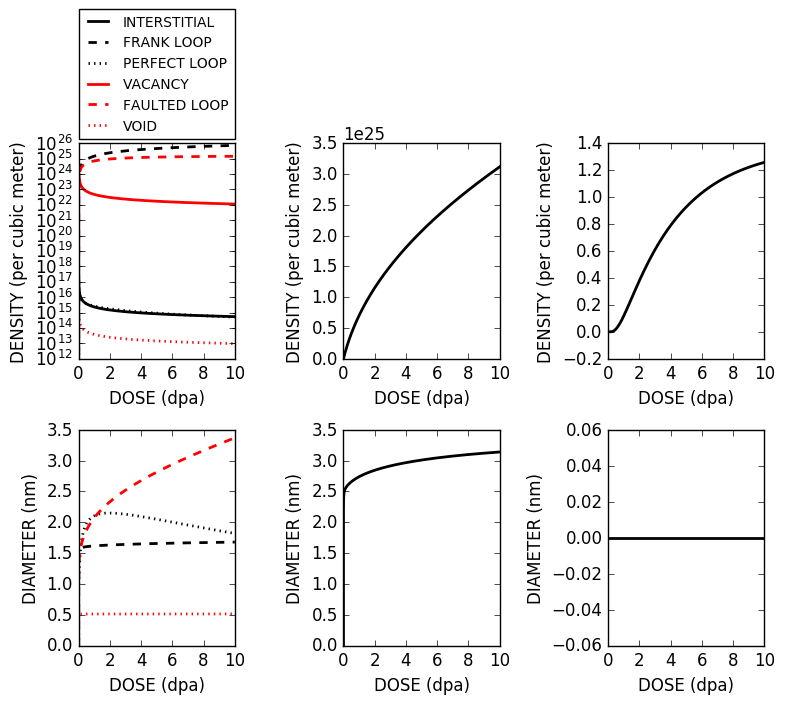 INTERSTITIAL
FRANK LOOP
PERFECT LOOP
VACANCY
FAULTED LOOP
VOID
10^26
10^25
10^24
10^23
10^22
10^21
10^20
10^19
10^18
10^17
10^16
10^15
10^14
10^13
10^12
DENSITY (per cubic meter)
0 2 4 6 8 10
DOSE (dpa)
1e25
3.5
3.0
2.5
2.0
1.5
1.0
0.5
0.0
DENSITY (per cubic meter)
0 2 4 6 8 10
DOSE (dpa)
1.4
1.2
1.0
0.8
0.6
0.4
0.2
0.0
−0.2
DENSITY (per cubic meter)
0 2 4 6 8 10
DOSE (dpa)
3.5
3.0
2.5
2.0
1.5
1.0
0.5
0.0
DIAMETER (nm)
0 2 4 6 8 10
DOSE (dpa)
3.5
3.0
2.5
2.0
1.5
1.0
0.5
0.0
DIAMETER (nm)
0 2 4 6 8 10
DOSE (dpa)
0.06
0.04
0.02
0.00
−0.02
−0.04
−0.06
DIAMETER (nm)
0 2 4 6 8 10
DOSE (dpa)